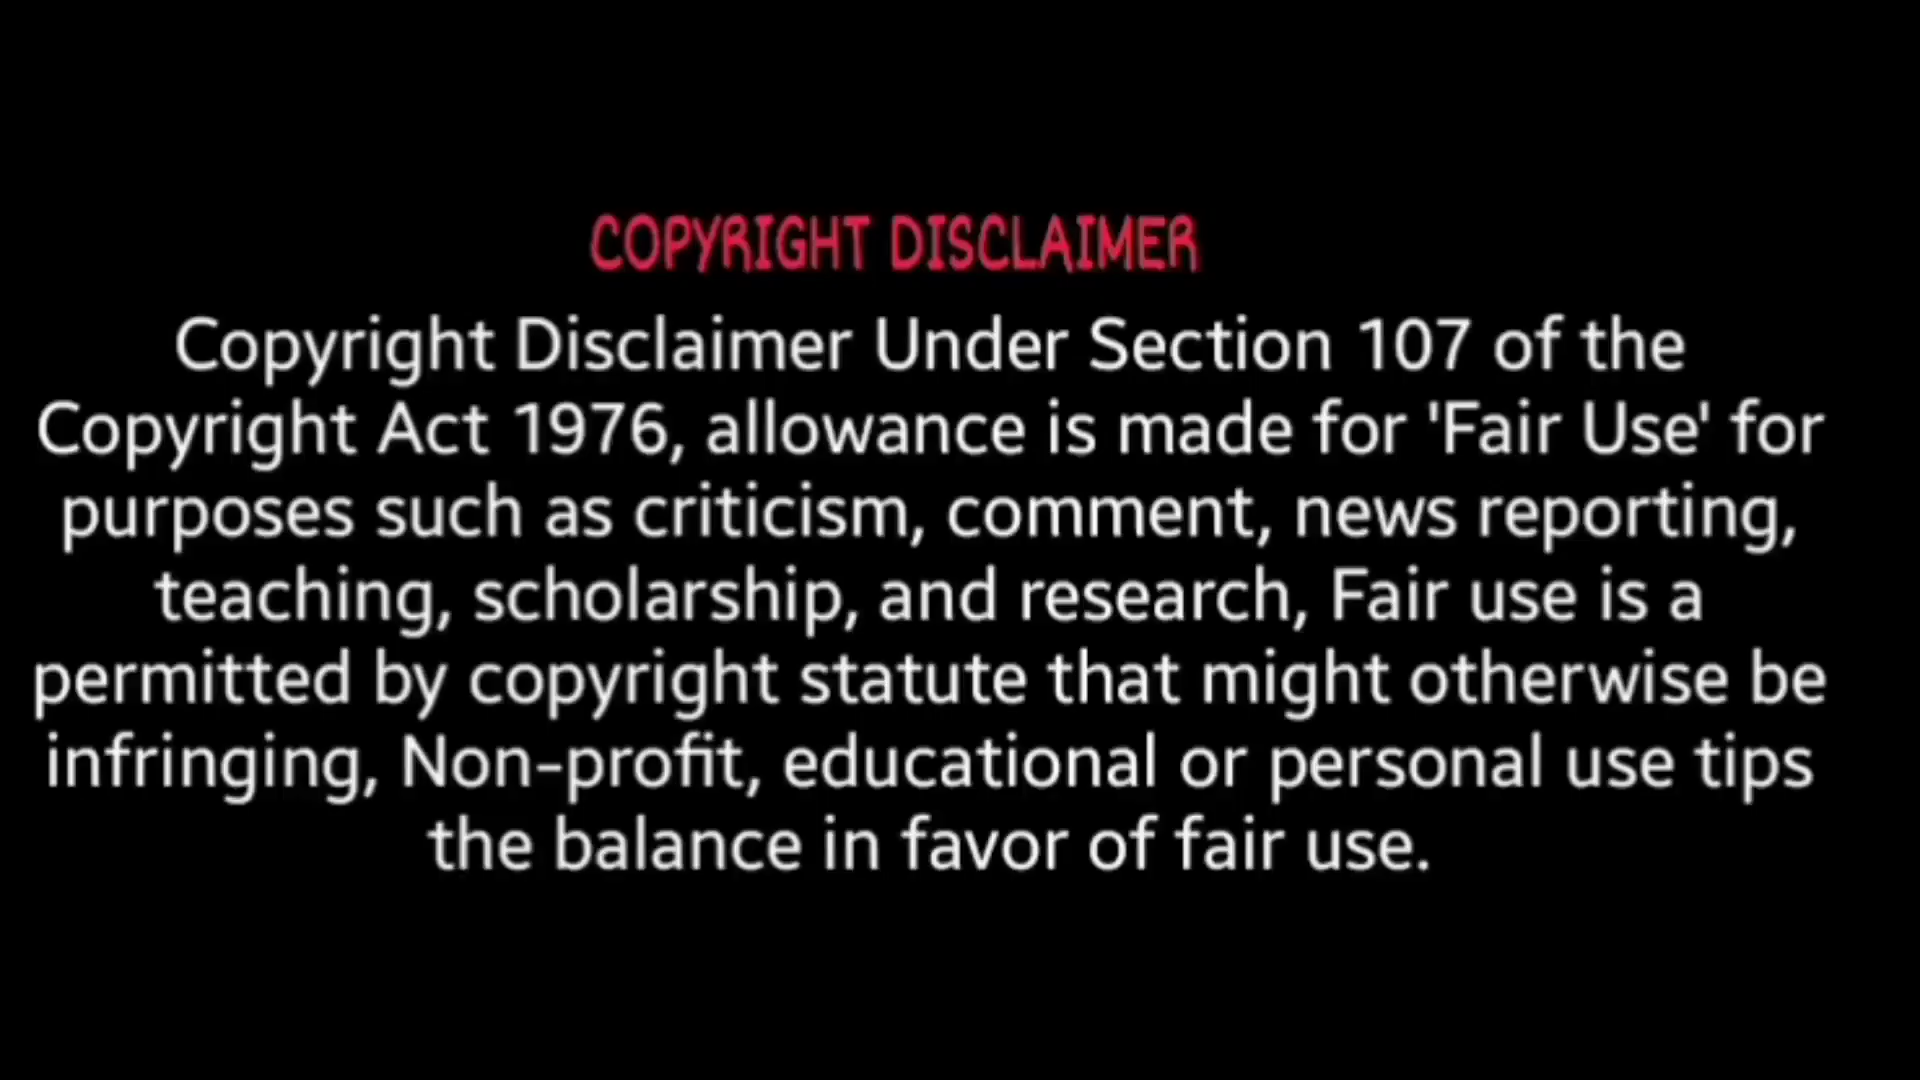 COPYRIGHT DISCLAIMER
Copyright Disclaimer Under Section 107 of the
Copyright Act 1976, allowance is made for 'Fair Use' for
purposes such as criticism, comment, news reporting,
teaching, scholarship, and research, Fair use is a
permitted by copyright statute that might otherwise be
infringing, Non-profit, educational or personal use tips
the balance in favor of fair use.